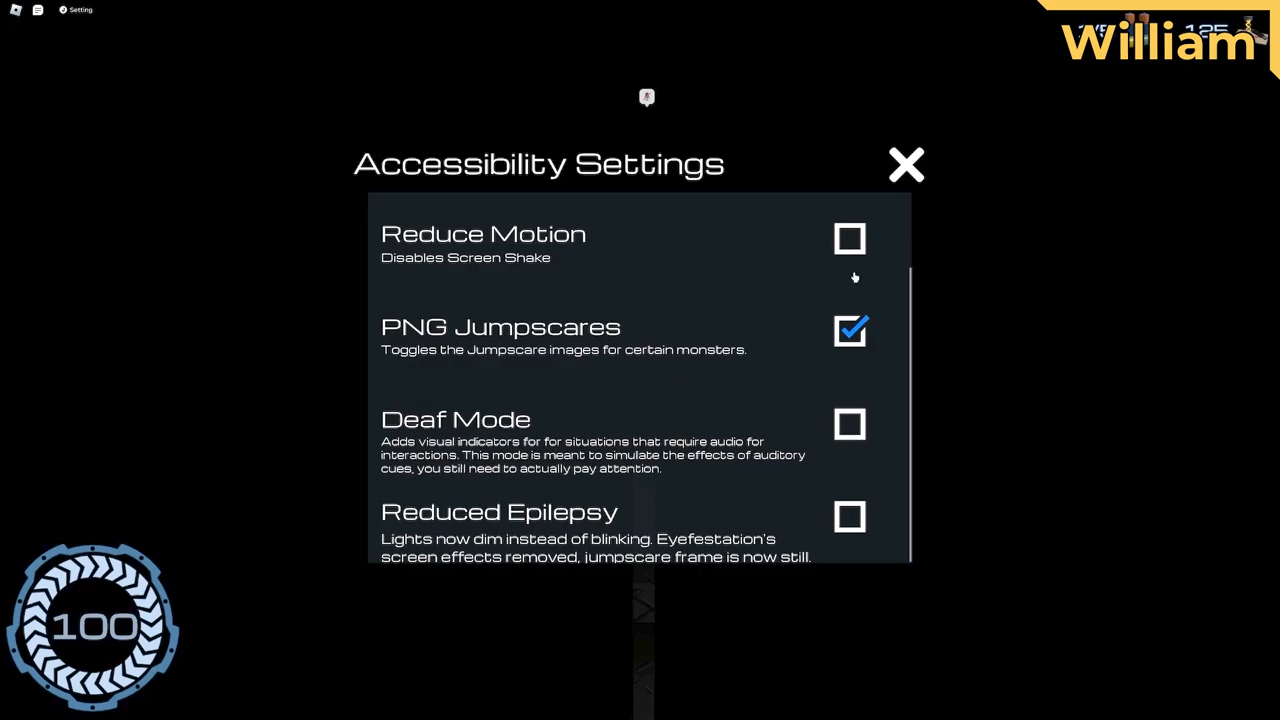 Setting
William
125
Accessibility Settings
Reduce Motion
Disables Screen Shake
PNG Jumpscares
Toggles the Jumpscare images for certain monsters.
Deaf Mode
Adds visual indicators for for situations that require audio for
interactions. This mode is meant to simulate the effects of auditory
cues, you still need to actually pay attention.
Reduced Epilepsy
Lights now dim instead of blinking. Eyefestation's
screen effects removed, jumpscare frame is now still.
100